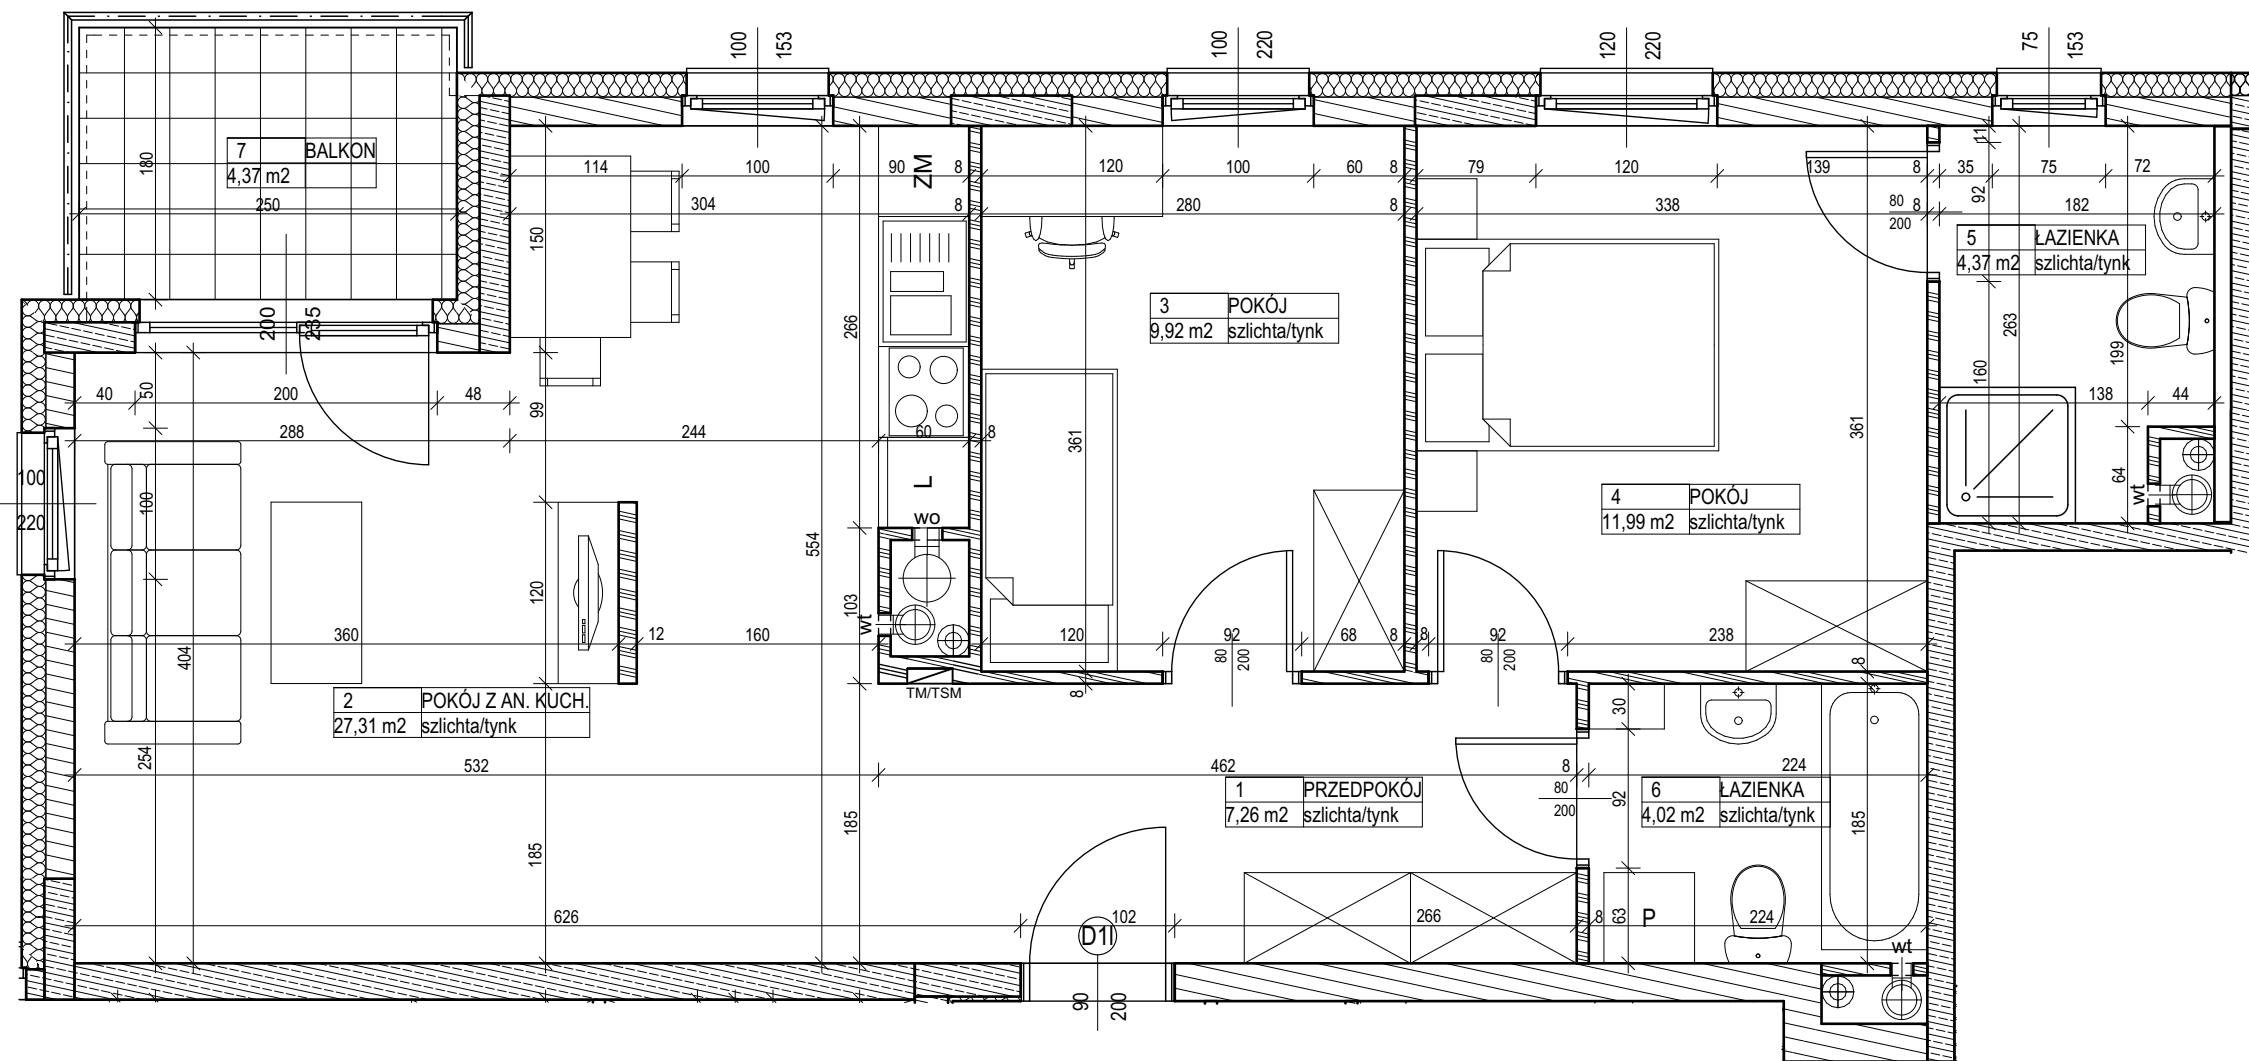 100 153
100 220
120 220
75 153
7 BALKON
4,37 m2
180
250
200 235
114 100 90 8 120 100 60 8 79 120 139 8 35 75 72
304 8 280 8 338 8 182
11
92
80
200
ZM
150
266
5 ŁAZIENKA
4,37 m2 szlichta/tynk
3 POKÓJ
9,92 m2 szlichta/tynk
263
199
160
40 200 48
50
99
138 44
288 244 60 8
361
361
100
220
100
L
64
wt
4 POKÓJ
11,99 m2 szlichta/tynk
wo
554
120
103
wt
360 12 160 120 92 68 8 8 92 238
404
80
200
80
200
8
8
TM/TSM
2 POKÓJ Z AN. KUCH.
27,31 m2 szlichta/tynk
30
254
532 462 8 224
1 PRZEDPOKÓJ
7,26 m2 szlichta/tynk
80
200
92
6 ŁAZIENKA
4,02 m2 szlichta/tynk
185
185
185
626 102 266 8 63 P 224
D1I
wt
90 200